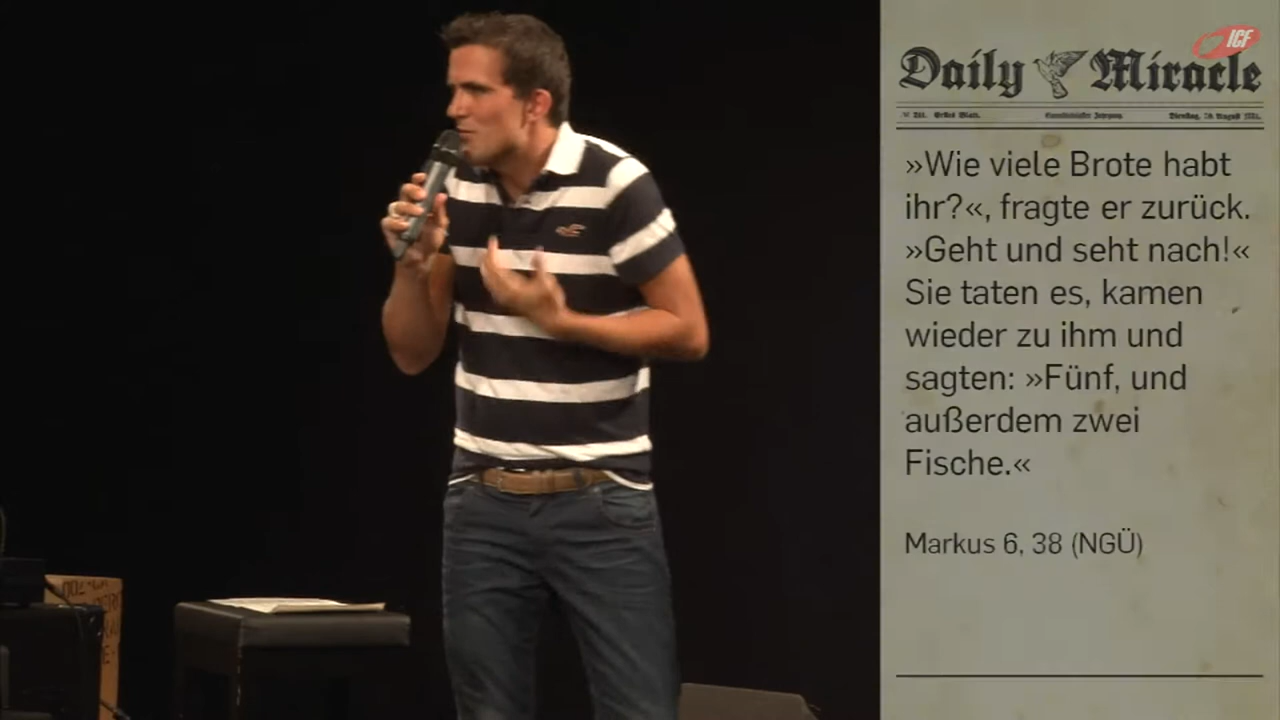 ICF
Daily Miracle
»Wie viele Brote habt
ihr?«, fragte er zurück.
»Geht und seht nach!«
Sie taten es, kamen
wieder zu ihm und
sagten: »Fünf, und
außerdem zwei
Fische.«
Markus 6, 38 (NGÜ)